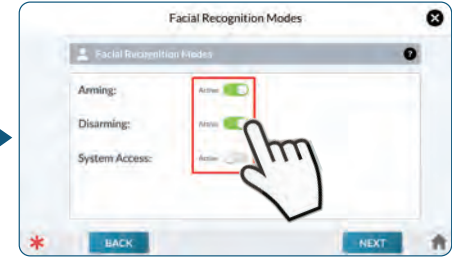 Facial Recognition Modes
Facial Recognition Modes
Arming: Active
Disarming: Active
System Access: Active
BACK NEXT